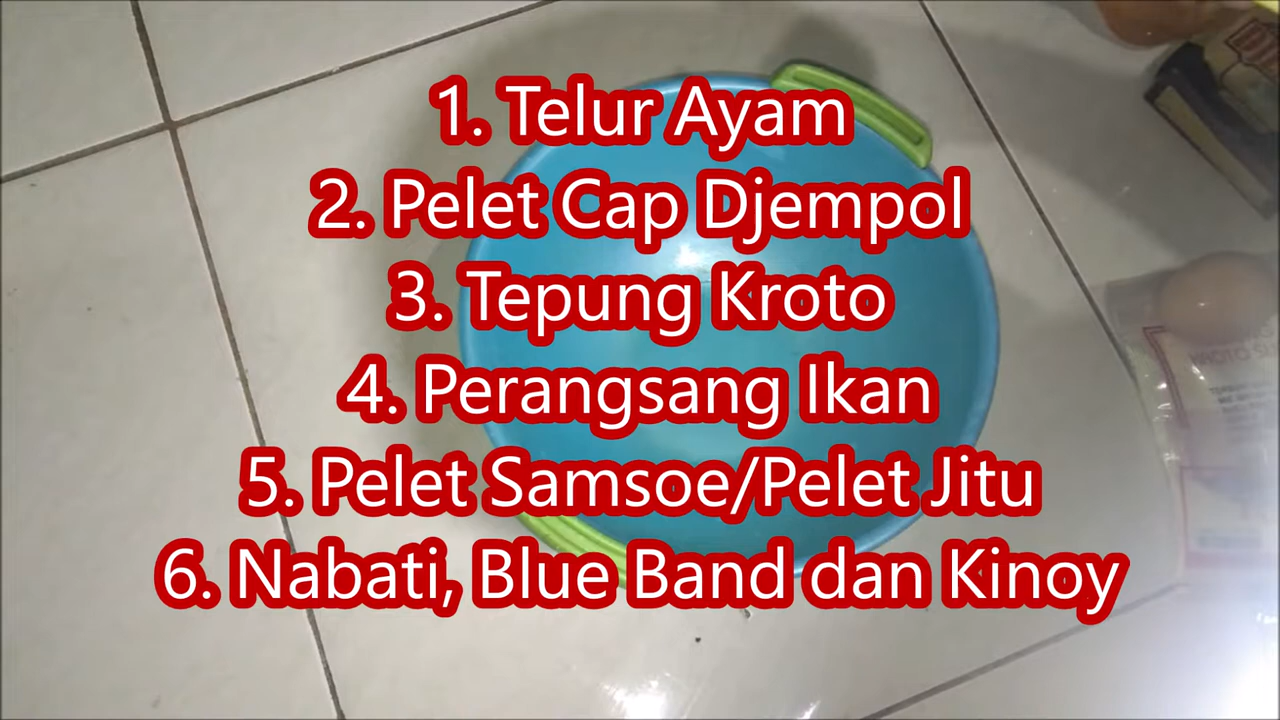 1. Telur Ayam
2. Pelet Cap Djempol
3. Tepung Kroto
4. Perangsang Ikan
5. Pelet Samsoe/Pelet Jitu
6. Nabati, Blue Band dan Kinoy